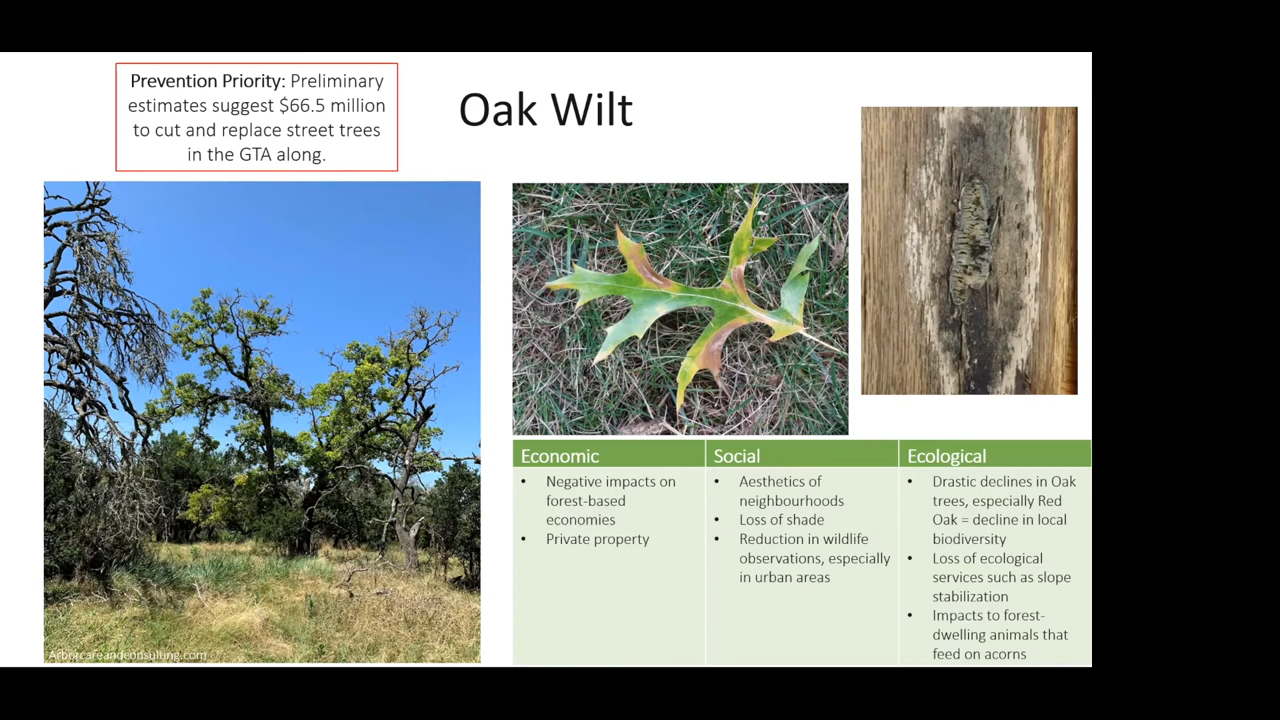 Prevention Priority: Preliminary
estimates suggest $66.5 million
to cut and replace street trees
in the GTA along.
Oak Wilt
Arborcareandconsulting.com
Economic
• Negative impacts on
forest-based
economies
• Private property
Social
• Aesthetics of
neighbourhoods
• Loss of shade
• Reduction in wildlife
observations, especially
in urban areas
Ecological
• Drastic declines in Oak
trees, especially Red
Oak = decline in local
biodiversity
• Loss of ecological
services such as slope
stabilization
• Impacts to forest-
dwelling animals that
feed on acorns